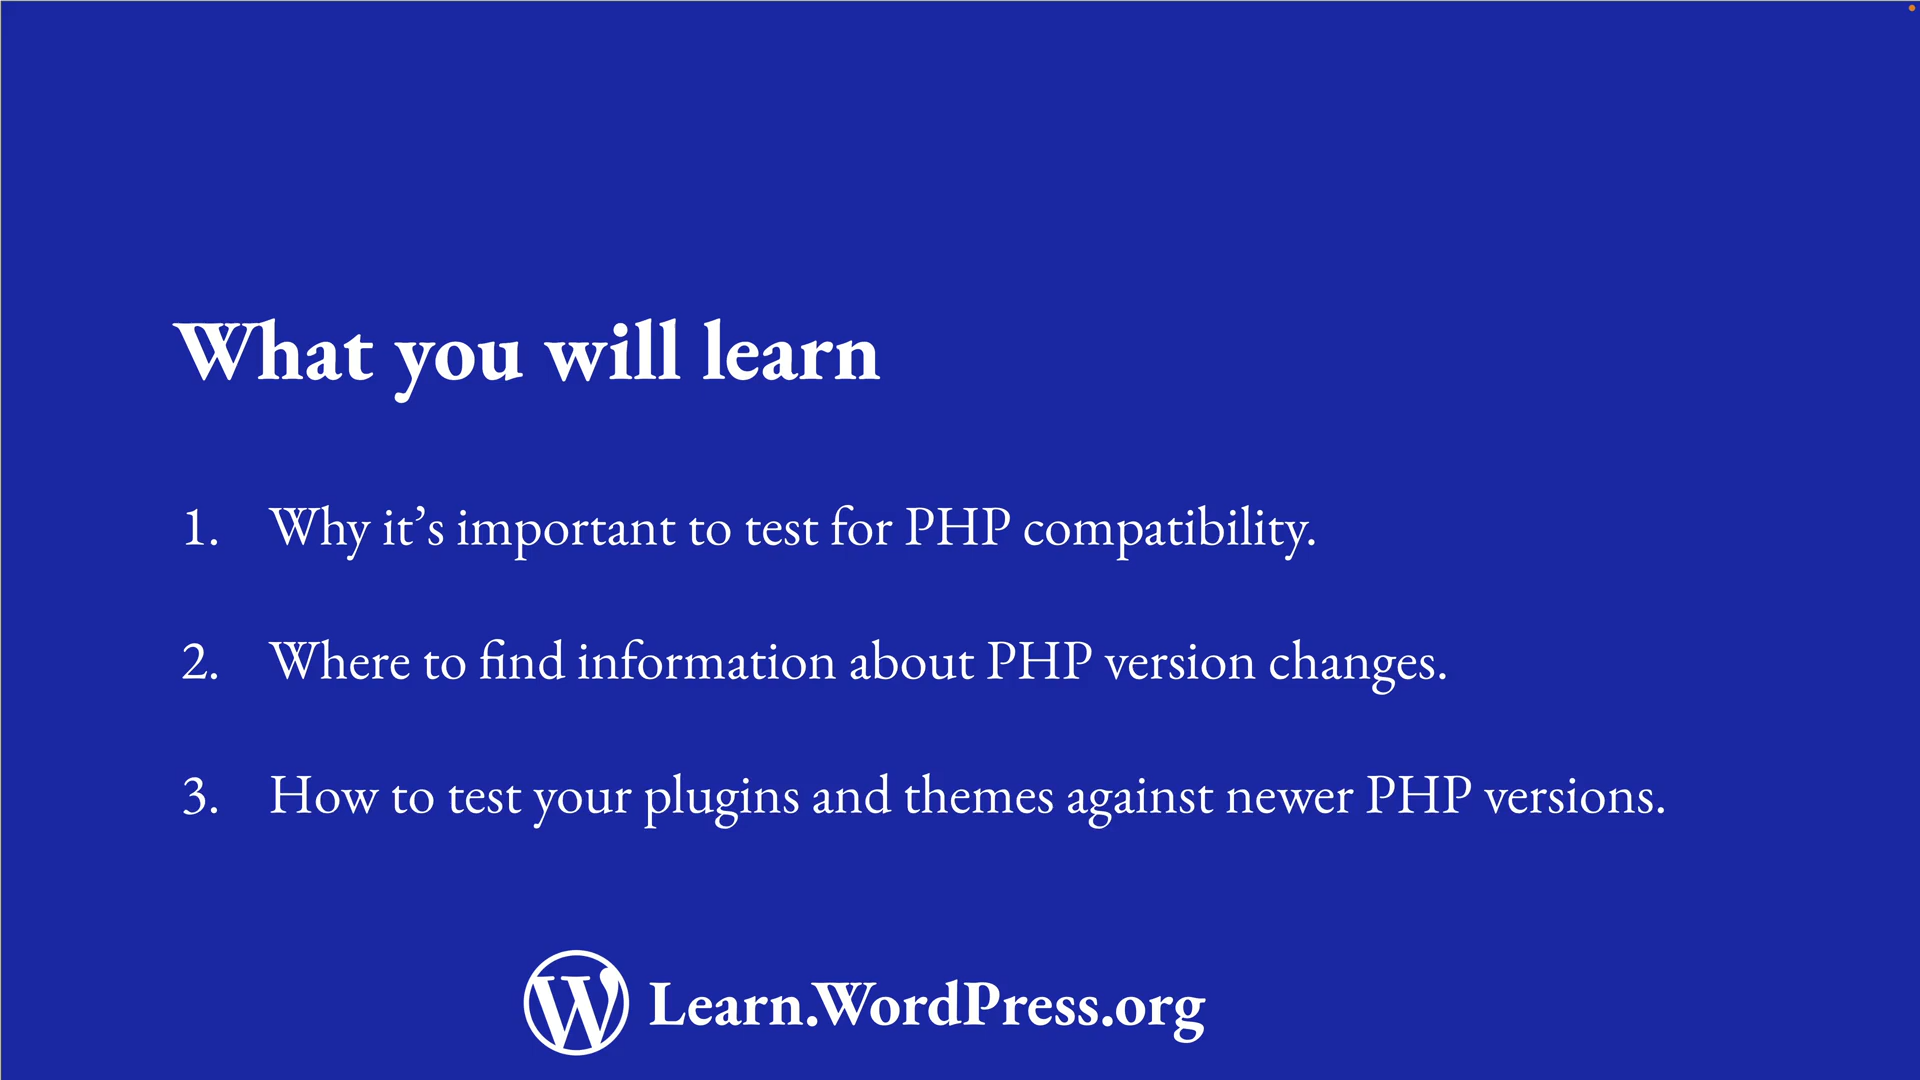 What you will learn
1. Why it’s important to test for PHP compatibility.
2. Where to find information about PHP version changes.
3. How to test your plugins and themes against newer PHP versions.
Learn.WordPress.org